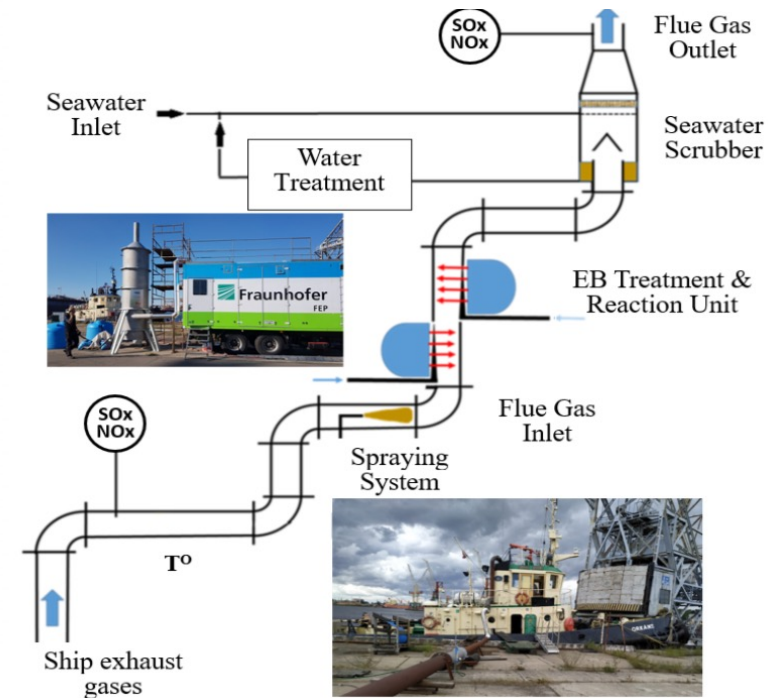 SOx
NOx
Flue Gas
Outlet
Seawater
Inlet
Seawater
Scrubber
Water
Treatment
Fraunhofer
FEP
EB Treatment &
Reaction Unit
SOx
NOx
Flue Gas
Inlet
Spraying
System
T°
ORKANS
Ship exhaust
gases